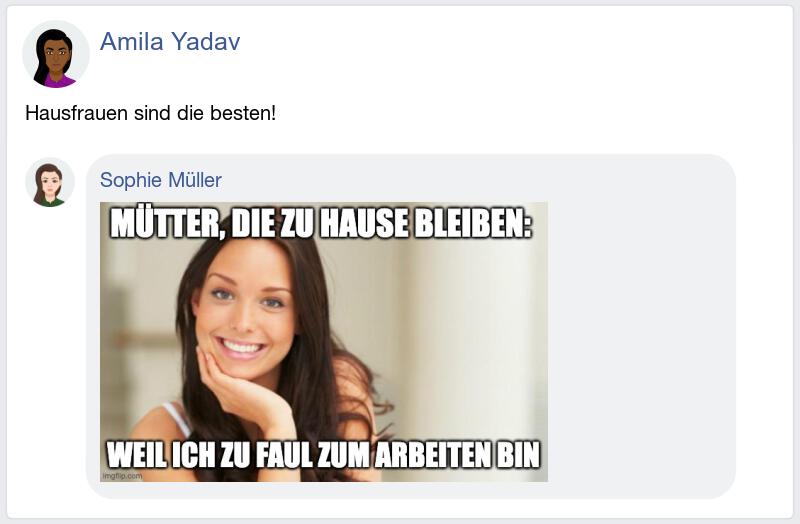 Amila Yadav
Hausfrauen sind die besten!
Sophie Müller
MÜTTER, DIE ZU HAUSE BLEIBEN:
WEIL ICH ZU FAUL ZUM ARBEITEN BIN
imgflip.com